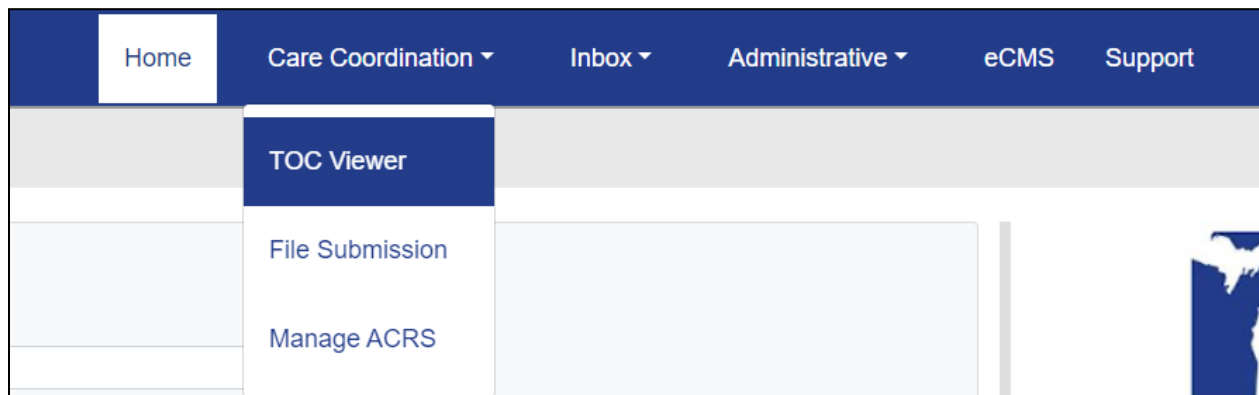 Home Care Coordination Inbox Administrative eCMS Support
TOC Viewer
File Submission
Manage ACRS